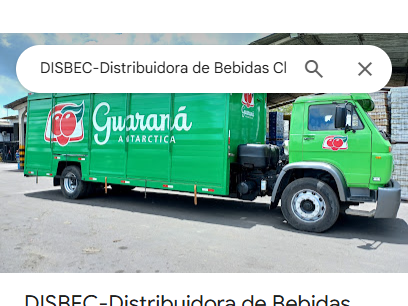 DISBEC-Distribuidora de Bebidas Cl
Guaraná
ANTARCTICA
DISBEC-Distribuidora de Bebidas